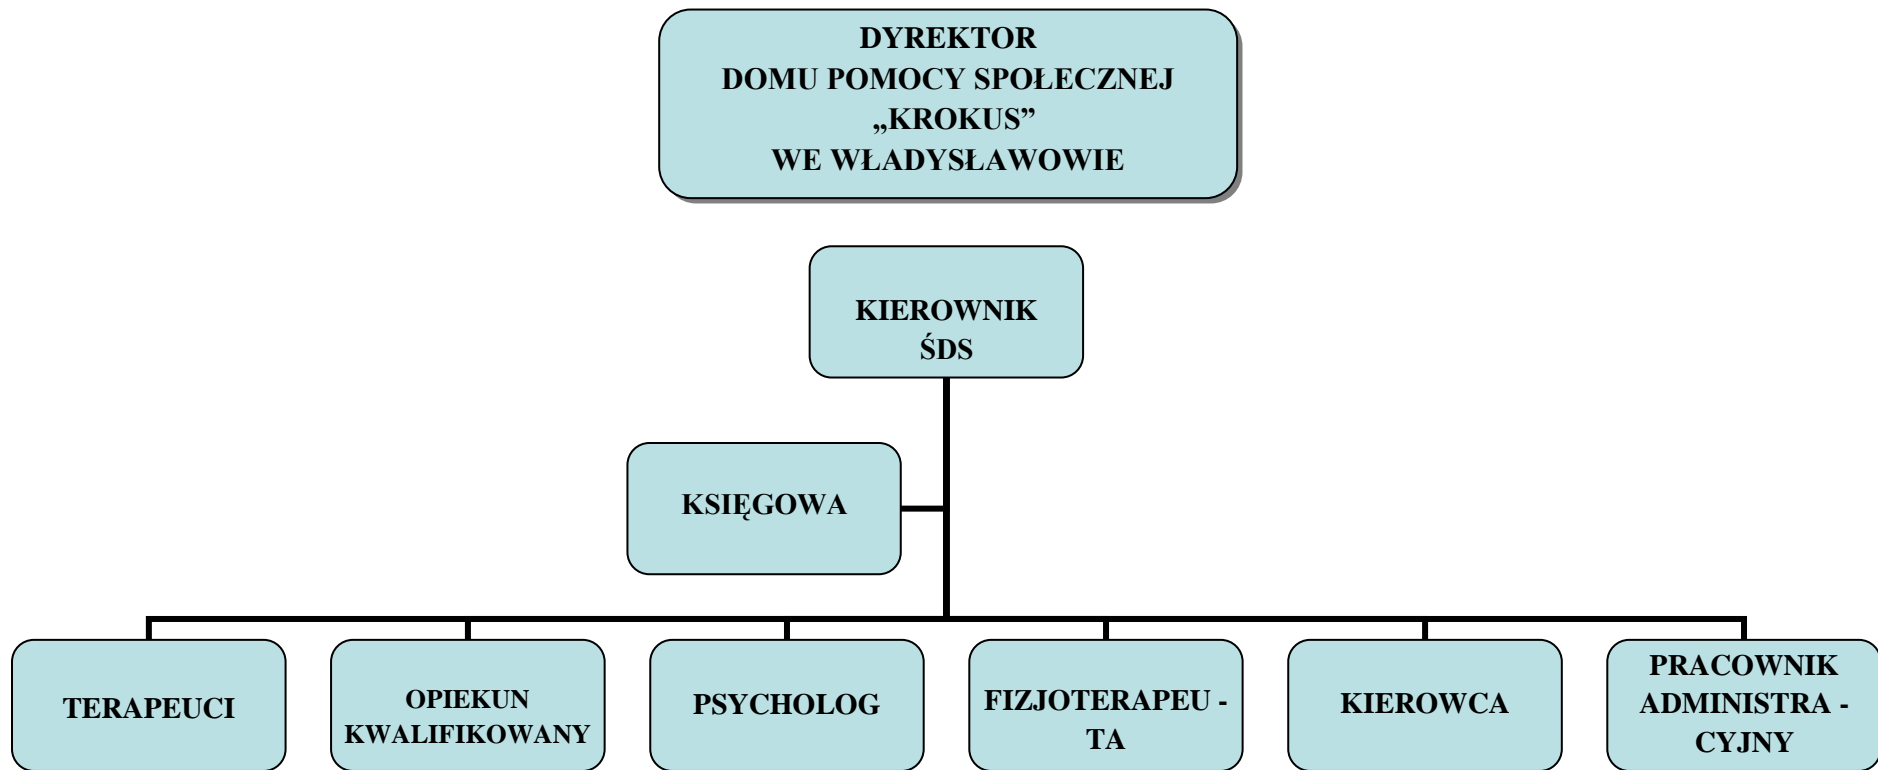 DYREKTOR
DOMU POMOCY SPOŁECZNEJ
„KROKUS”
WE WŁADYSŁAWOWIE
KIEROWNIK
ŚDS
KSIĘGOWA
TERAPEUCI
OPIEKUN
KWALIFIKOWANY
PSYCHOLOG
FIZJOTERAPEU -
TA
KIEROWCA
PRACOWNIK
ADMINISTRA -
CYJNY